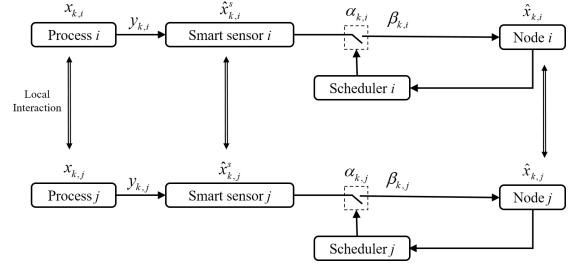 x_{k,i} \hat{x}^s_{k,i} α_{k,i} β_{k,i} \hat{x}_{k,i}
Process i y_{k,i} Smart sensor i Node i
Scheduler i
Local
Interaction
x_{k,j} \hat{x}^s_{k,j} α_{k,j} β_{k,j} \hat{x}_{k,j}
Process j y_{k,j} Smart sensor j Node j
Scheduler j